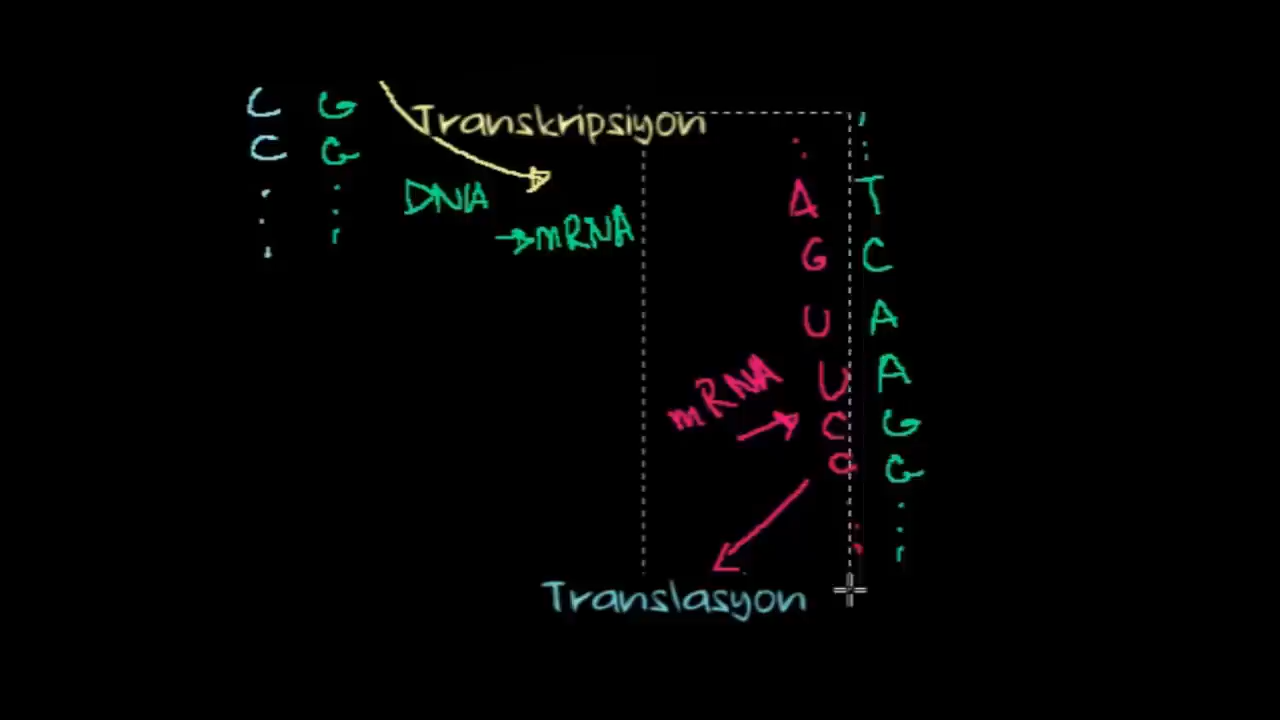 C G
Transkripsiyon
C G
DNA
→mRNA
A T
G C
U A
U A
mRNA
C G
C G
Translasyon